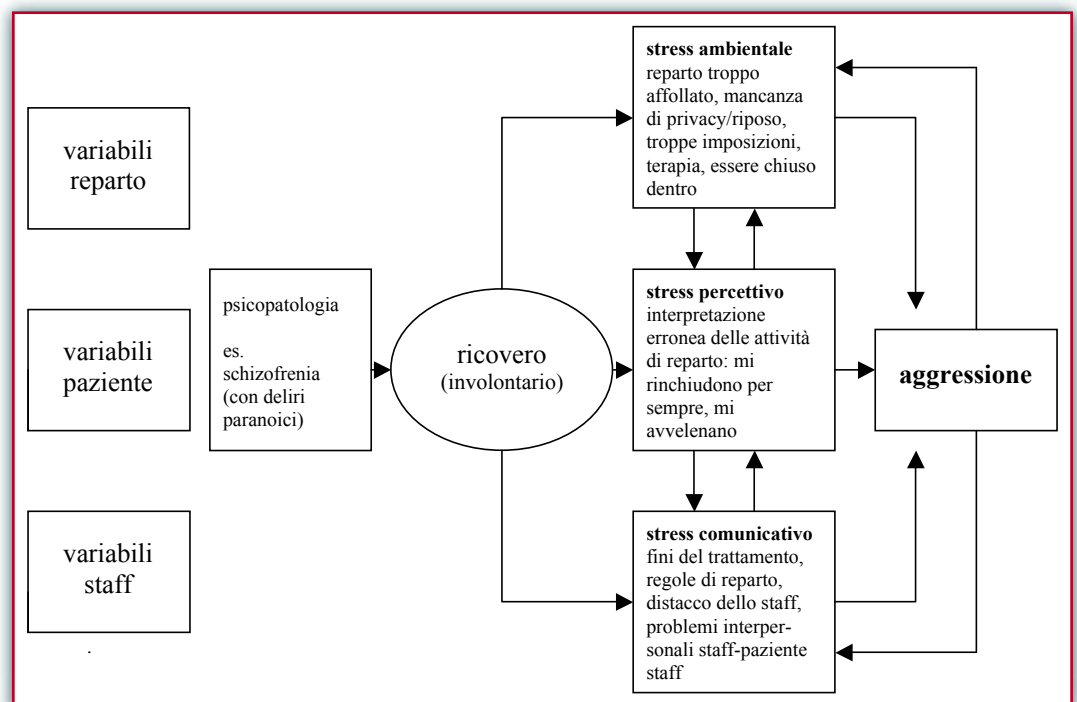 variabili
reparto
variabili
paziente
variabili
staff
.
psicopatologia
es.
schizofrenia
(con deliri
paranoici)
ricovero
(involontario)
stress ambientale
reparto troppo
affollato, mancanza
di privacy/riposo,
troppe imposizioni,
terapia, essere chiuso
dentro
stress percettivo
interpretazione
erronea delle attività
di reparto: mi
rinchiudono per
sempre, mi
avvelenano
stress comunicativo
fini del trattamento,
regole di reparto,
distacco dello staff,
problemi interper-
sonali staff-paziente
staff
aggressione